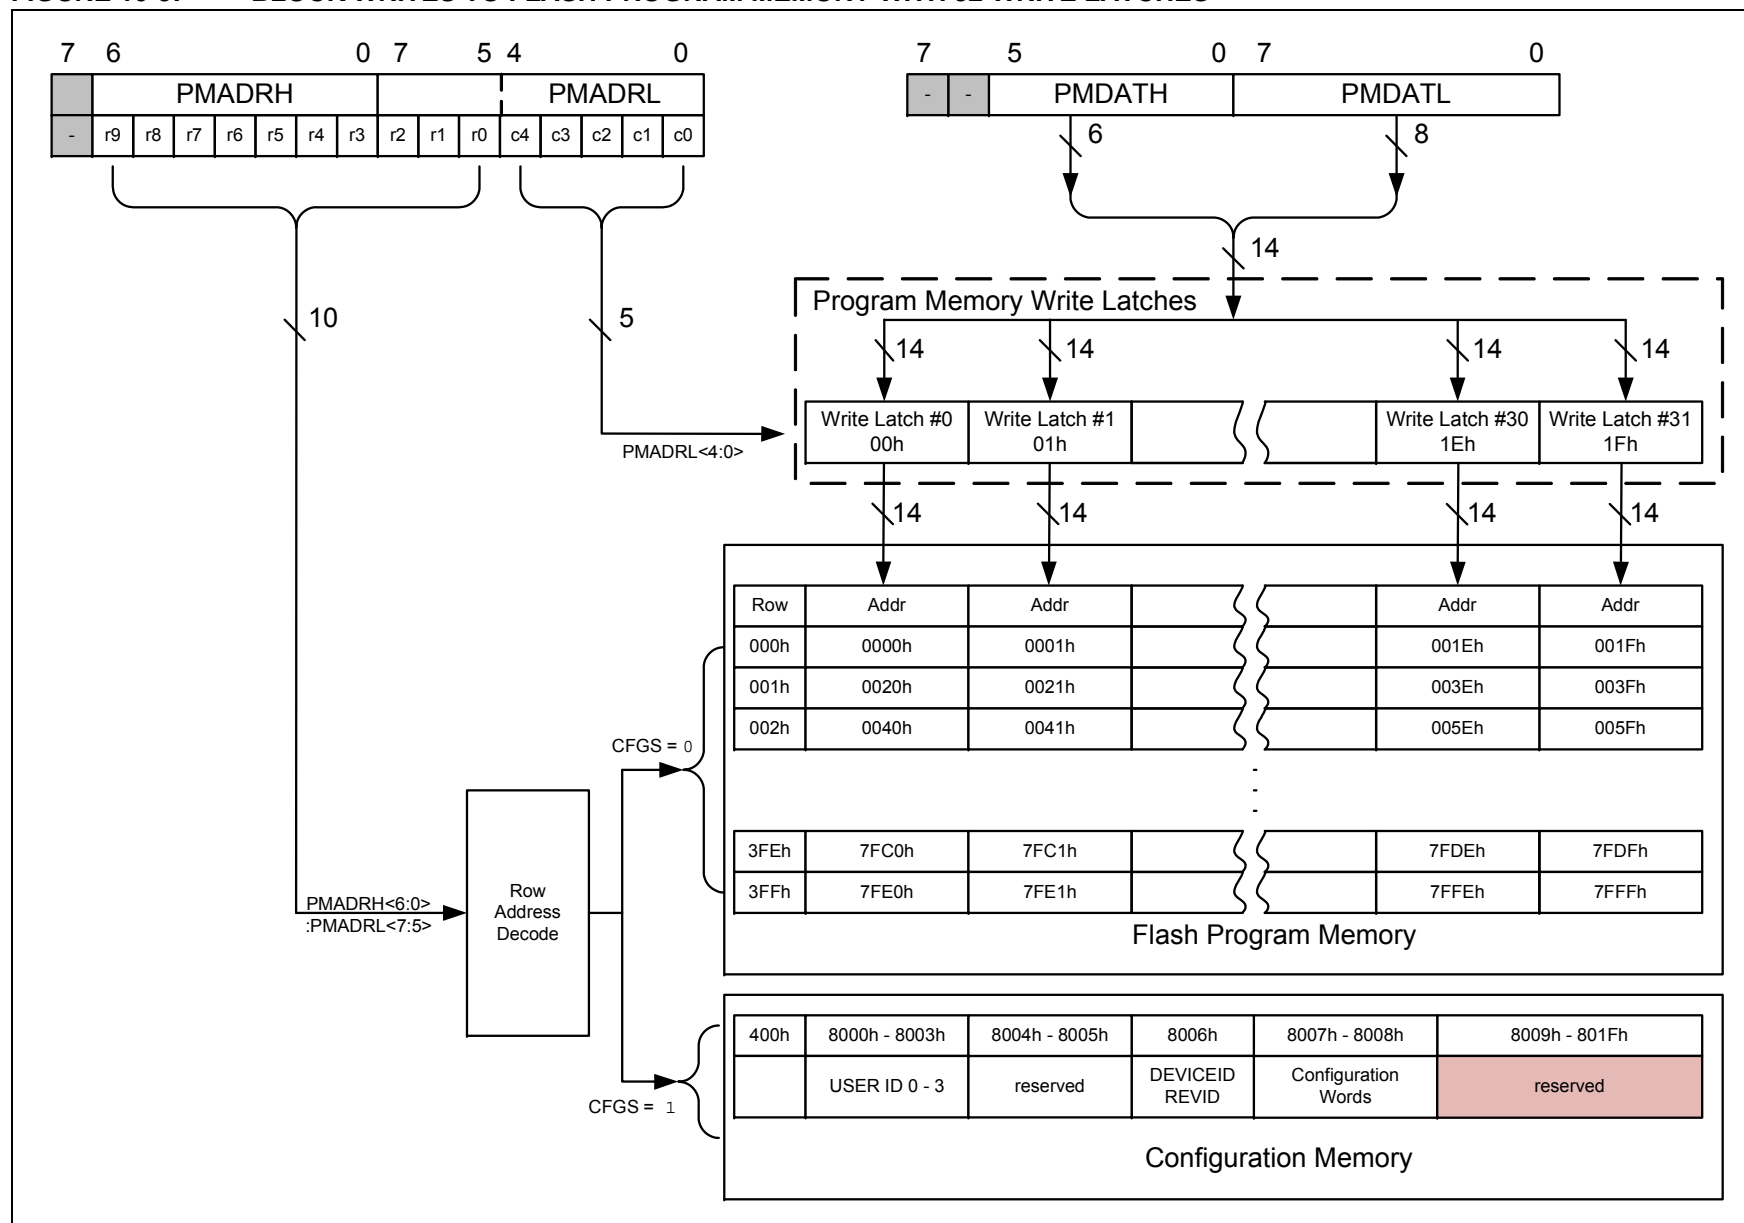 7 6 0 7 5 4 0
PMADRH PMADRL
- r9 r8 r7 r6 r5 r4 r3 r2 r1 r0 c4 c3 c2 c1 c0
7 5 0 7 0
- - PMDATH PMDATL
6 8
14
10 5
Program Memory Write Latches
14 14 14 14
Write Latch #0 Write Latch #1 Write Latch #30 Write Latch #31
00h 01h 1Eh 1Fh
PMADRL<4:0>
14 14 14 14
Row Addr Addr Addr Addr
000h 0000h 0001h 001Eh 001Fh
001h 0020h 0021h 003Eh 003Fh
002h 0040h 0041h 005Eh 005Fh
CFGS = 0
3FEh 7FC0h 7FC1h 7FDEh 7FDFh
3FFh 7FE0h 7FE1h 7FFEh 7FFFh
Flash Program Memory
PMADRH<6:0>
:PMADRL<7:5>
Row
Address
Decode
CFGS = 1
400h 8000h - 8003h 8004h - 8005h 8006h 8007h - 8008h 8009h - 801Fh
USER ID 0 - 3 reserved DEVICEID Configuration reserved
REVID Words
Configuration Memory